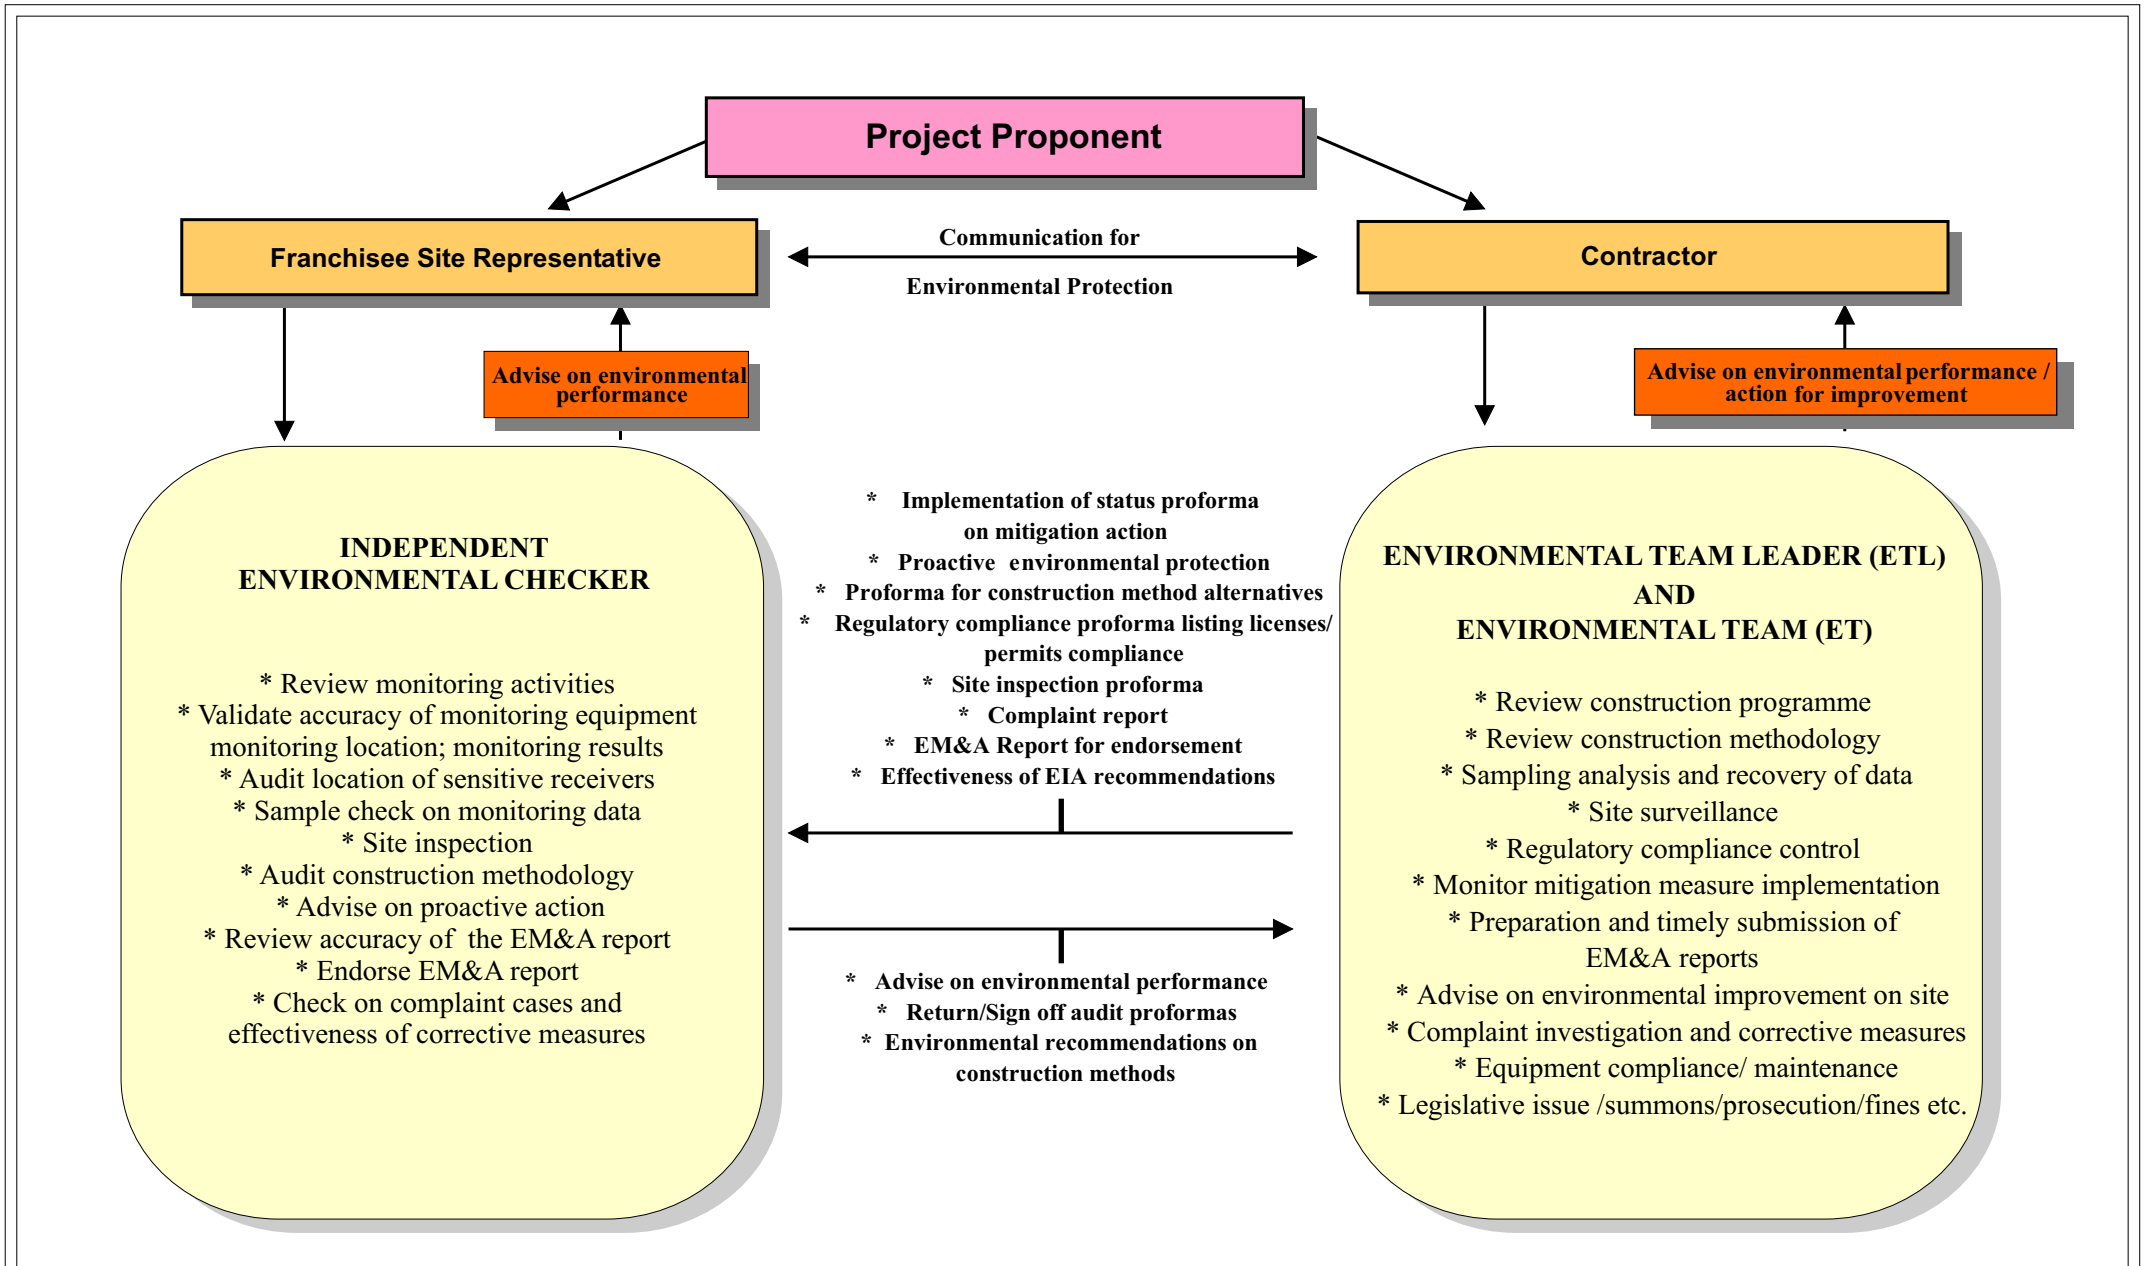 Project Proponent
Franchisee Site Representative
Communication for
Environmental Protection
Contractor
Advise on environmental
performance
Advise on environmental performance /
action for improvement
INDEPENDENT
ENVIRONMENTAL CHECKER
* Review monitoring activities
* Validate accuracy of monitoring equipment
monitoring location; monitoring results
* Audit location of sensitive receivers
* Sample check on monitoring data
* Site inspection
* Audit construction methodology
* Advise on proactive action
* Review accuracy of the EM&A report
* Endorse EM&A report
* Check on complaint cases and
effectiveness of corrective measures
* Implementation of status proforma
on mitigation action
* Proactive environmental protection
* Proforma for construction method alternatives
* Regulatory compliance proforma listing licenses/
permits compliance
* Site inspection proforma
* Complaint report
* EM&A Report for endorsement
* Effectiveness of EIA recommendations
* Advise on environmental performance
* Return/Sign off audit proformas
* Environmental recommendations on
construction methods
ENVIRONMENTAL TEAM LEADER (ETL)
AND
ENVIRONMENTAL TEAM (ET)
* Review construction programme
* Review construction methodology
* Sampling analysis and recovery of data
* Site surveillance
* Regulatory compliance control
* Monitor mitigation measure implementation
* Preparation and timely submission of
EM&A reports
* Advise on environmental improvement on site
* Complaint investigation and corrective measures
* Equipment compliance/ maintenance
* Legislative issue /summons/prosecution/fines etc.